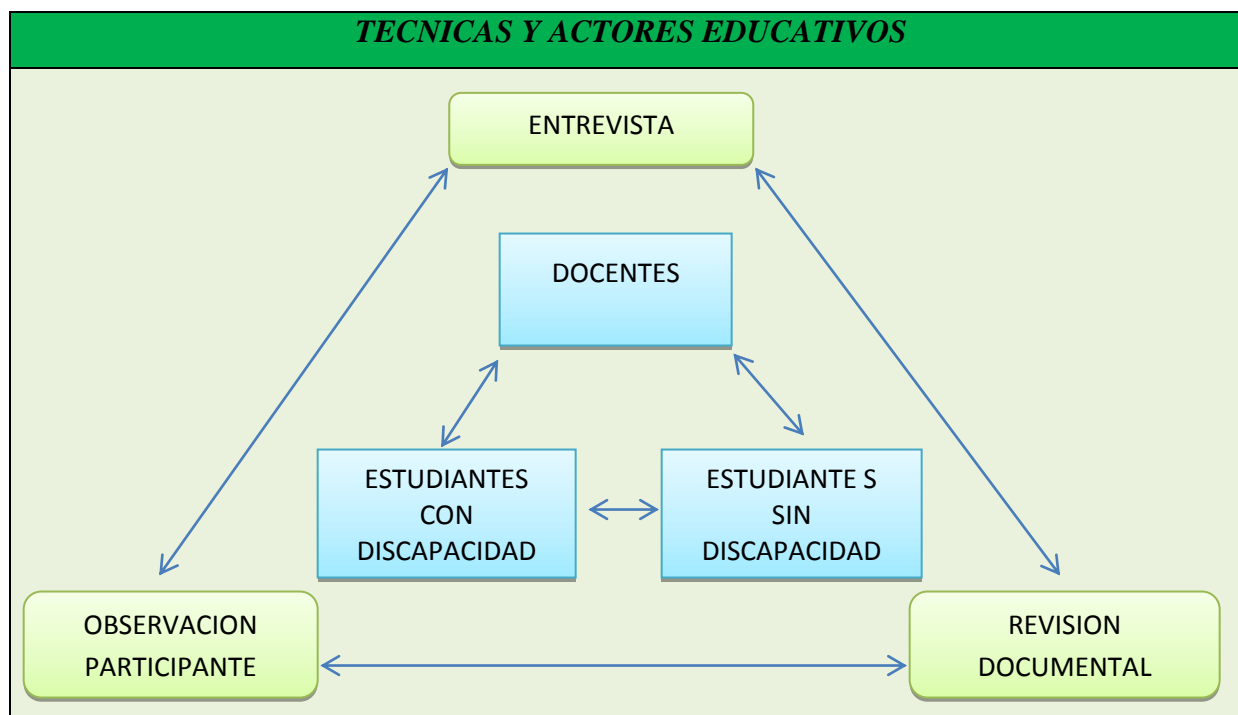 TECNICAS Y ACTORES EDUCATIVOS
ENTREVISTA
DOCENTES
ESTUDIANTES
CON
DISCAPACIDAD
ESTUDIANTE S
SIN
DISCAPACIDAD
OBSERVACION
PARTICIPANTE
REVISION
DOCUMENTAL